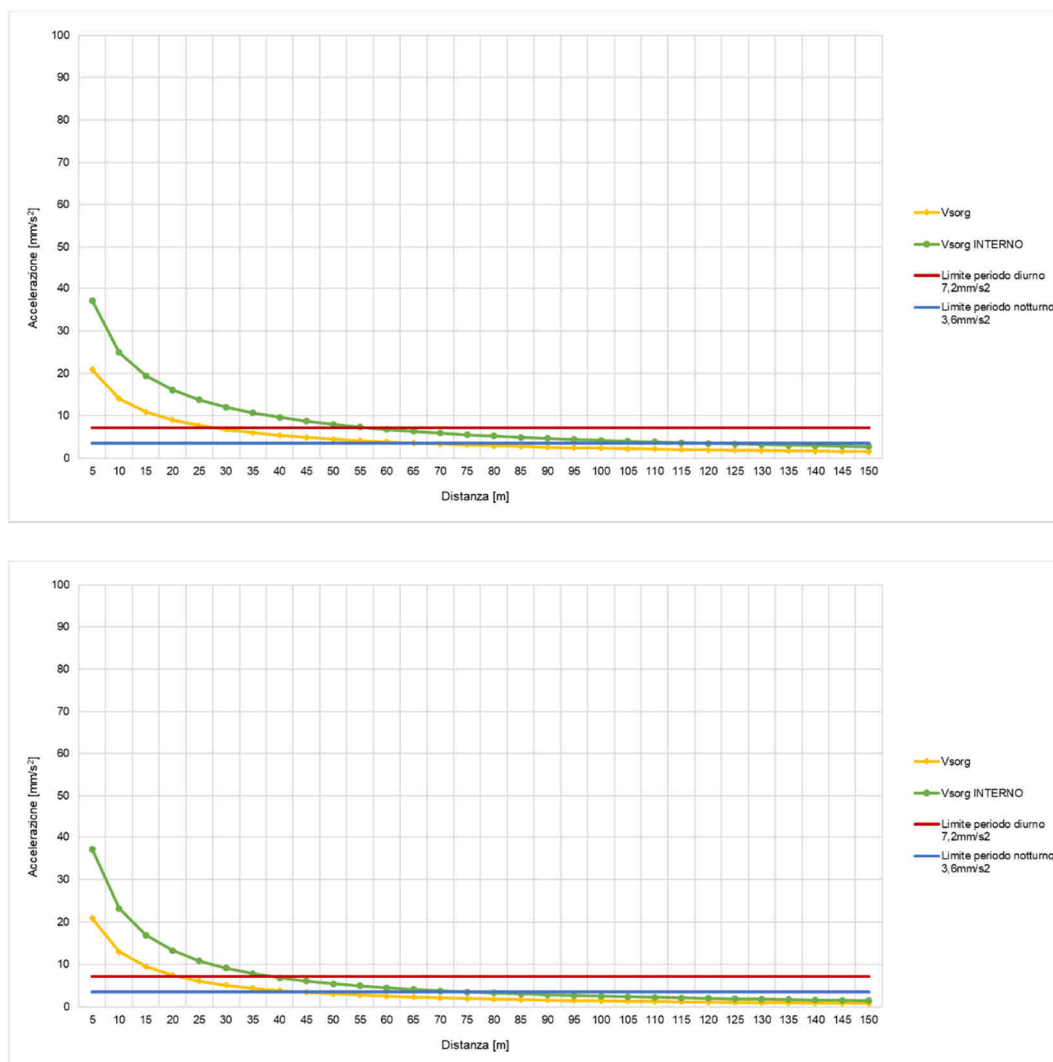 100
90
80
70
60
50
40
30
20
10
0
Accelerazione [mm/s²]
5 10 15 20 25 30 35 40 45 50 55 60 65 70 75 80 85 90 95 100 105 110 115 120 125 130 135 140 145 150
Distanza [m]
Vsorg
Vsorg INTERNO
Limite periodo diurno
7,2mm/s2
Limite periodo notturno
3,6mm/s2
100
90
80
70
60
50
40
30
20
10
0
Accelerazione [mm/s²]
5 10 15 20 25 30 35 40 45 50 55 60 65 70 75 80 85 90 95 100 105 110 115 120 125 130 135 140 145 150
Distanza [m]
Vsorg
Vsorg INTERNO
Limite periodo diurno
7,2mm/s2
Limite periodo notturno
3,6mm/s2